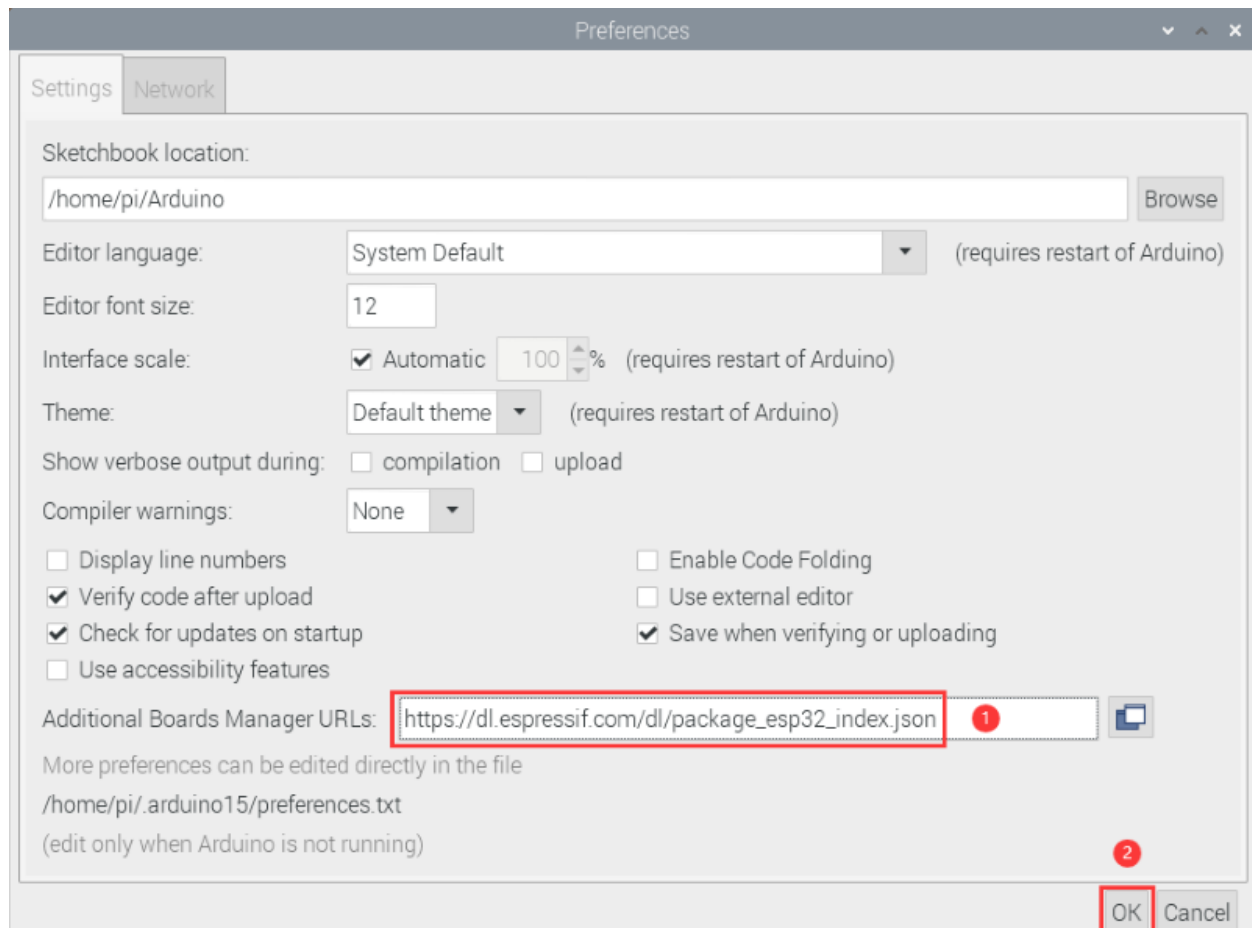 Preferences
Settings Network
Sketchbook location:
/home/pi/Arduino Browse
Editor language: System Default (requires restart of Arduino)
Editor font size: 12
Interface scale: Automatic 100 % (requires restart of Arduino)
Theme: Default theme (requires restart of Arduino)
Show verbose output during: compilation upload
Compiler warnings: None
Display line numbers Enable Code Folding
Verify code after upload Use external editor
Check for updates on startup Save when verifying or uploading
Use accessibility features
Additional Boards Manager URLs: https://dl.espressif.com/dl/package_esp32_index.json 1
More preferences can be edited directly in the file
/home/pi/.arduino15/preferences.txt
(edit only when Arduino is not running)
2
OK Cancel